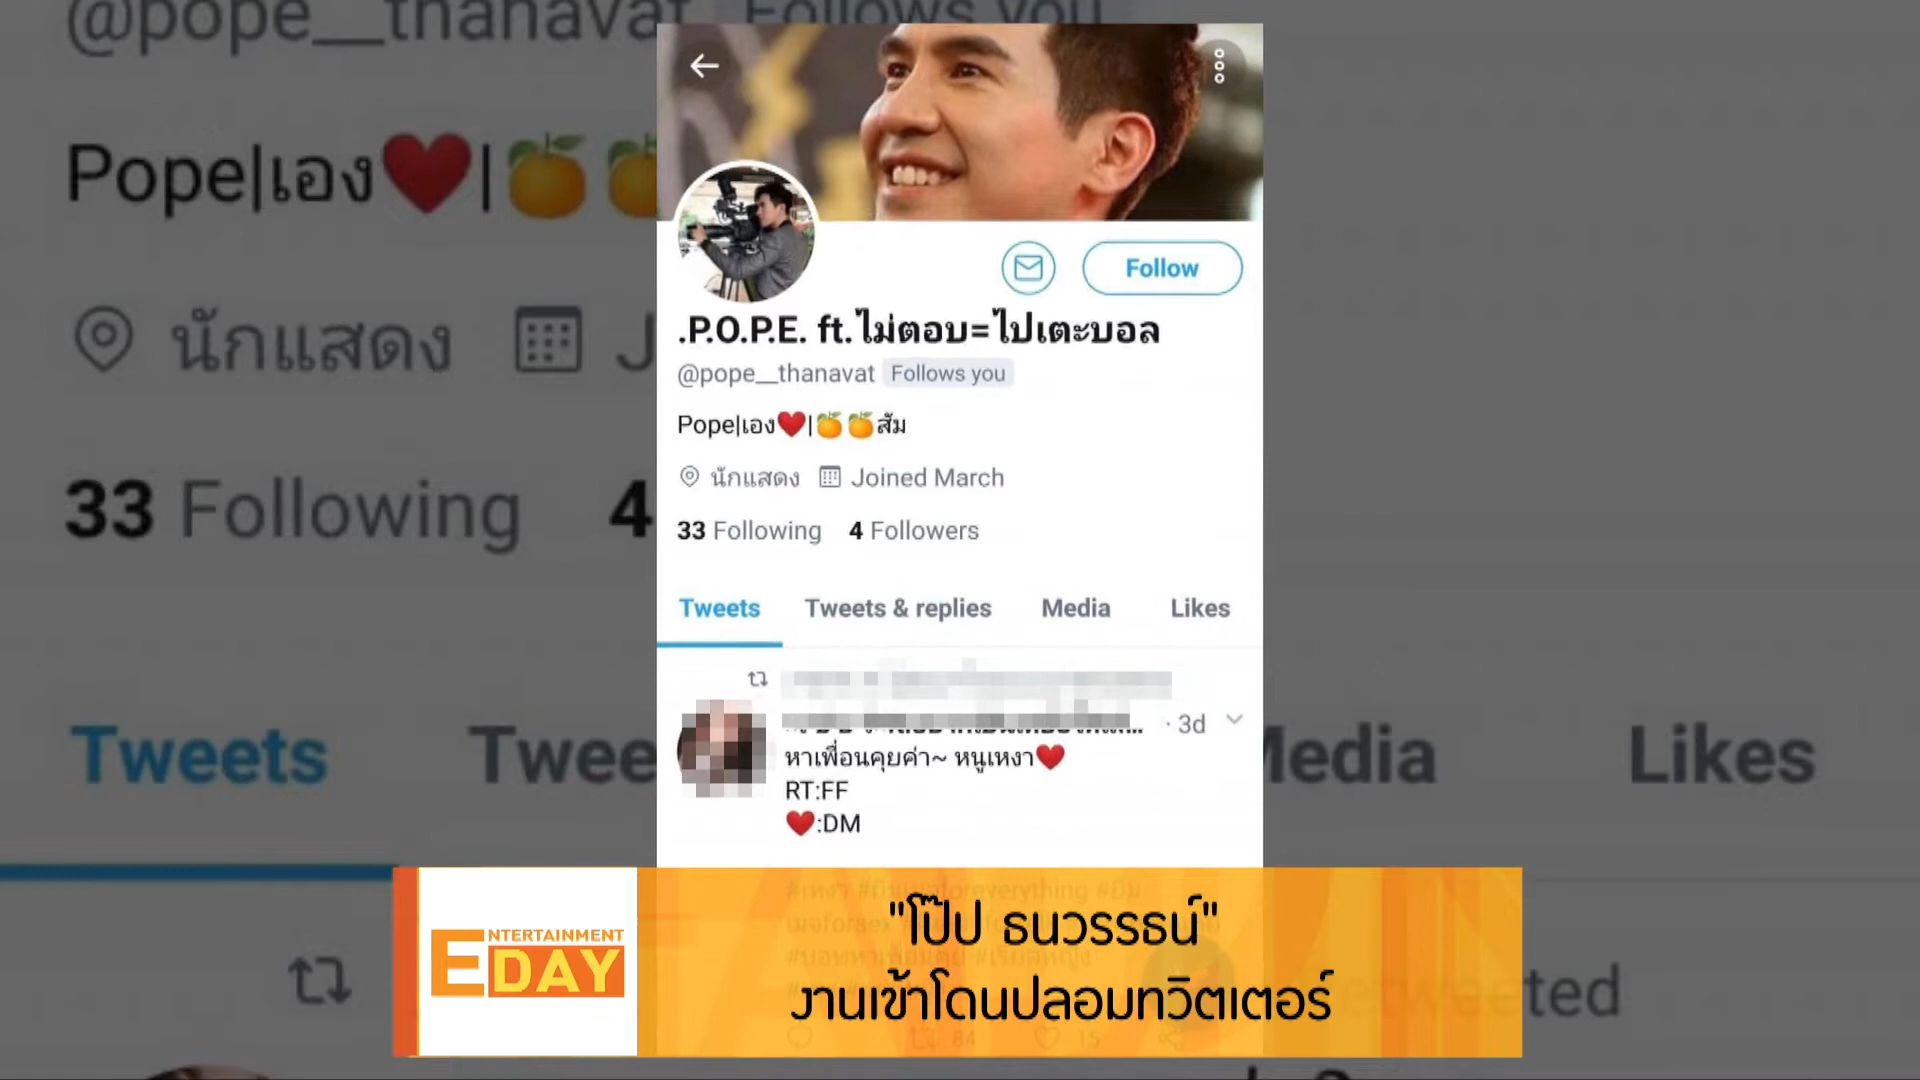 @pope__thanavat Follows you
Pope|เอง❤️|🍊
นักแสดง
33 Following 4
Tweets
Likes
Follow
.P.O.P.E. ft.ไม่ตอบ=ไปเตะบอล
@pope__thanavat Follows you
Pope|เอง❤️|🍊🍊ส้ม
นักแสดง Joined March
33 Following 4 Followers
Tweets Tweets & replies Media Likes
· 3d
หาเพื่อนคุยค่า~ หนูเหงา❤️
RT:FF
❤️:DM
ENTERTAINMENT
DAY
"โป๊ป ธนวรรธน์"
งานเข้าโดนปลอมทวิตเตอร์